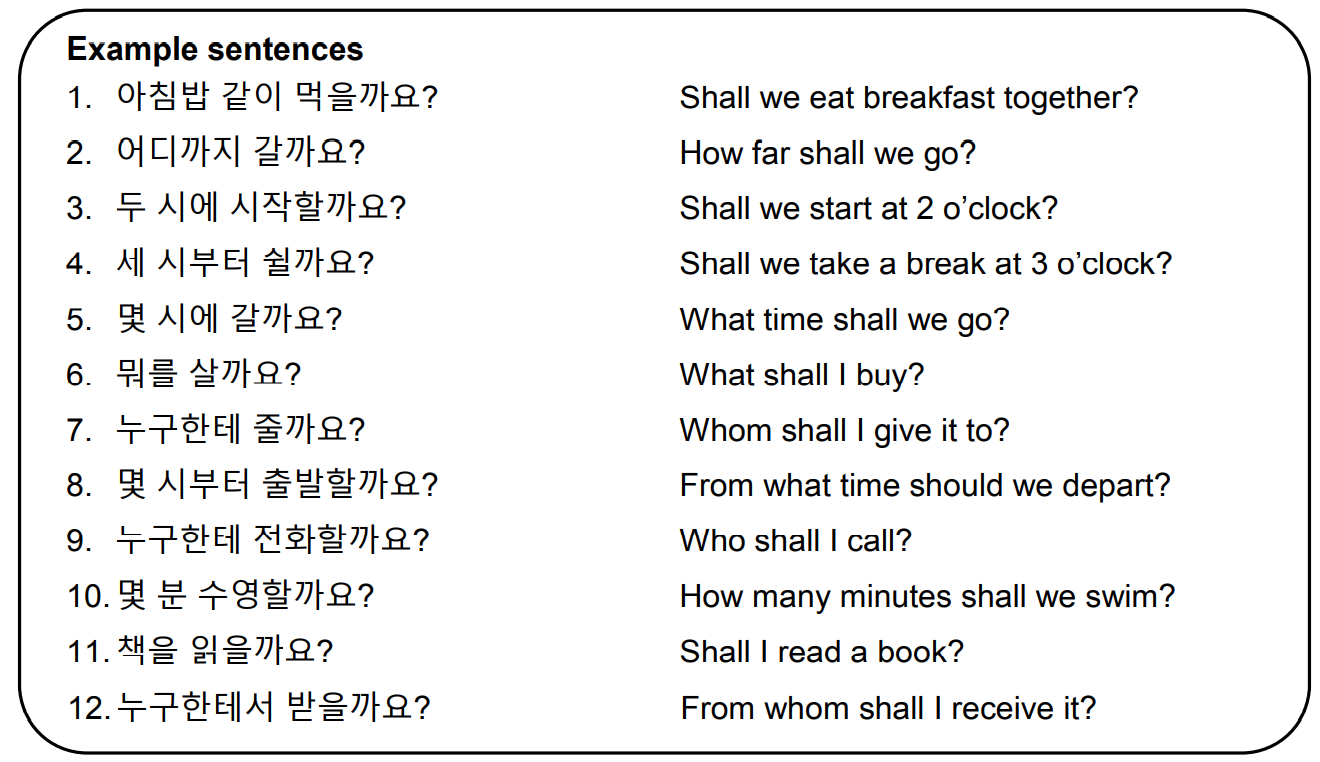 Example sentences
1. 아침밥 같이 먹을까요? Shall we eat breakfast together?
2. 어디까지 갈까요? How far shall we go?
3. 두 시에 시작할까요? Shall we start at 2 o’clock?
4. 세 시부터 쉴까요? Shall we take a break at 3 o’clock?
5. 몇 시에 갈까요? What time shall we go?
6. 뭐를 살까요? What shall I buy?
7. 누구한테 줄까요? Whom shall I give it to?
8. 몇 시부터 출발할까요? From what time should we depart?
9. 누구한테 전화할까요? Who shall I call?
10. 몇 분 수영할까요? How many minutes shall we swim?
11. 책을 읽을까요? Shall I read a book?
12. 누구한테서 받을까요? From whom shall I receive it?